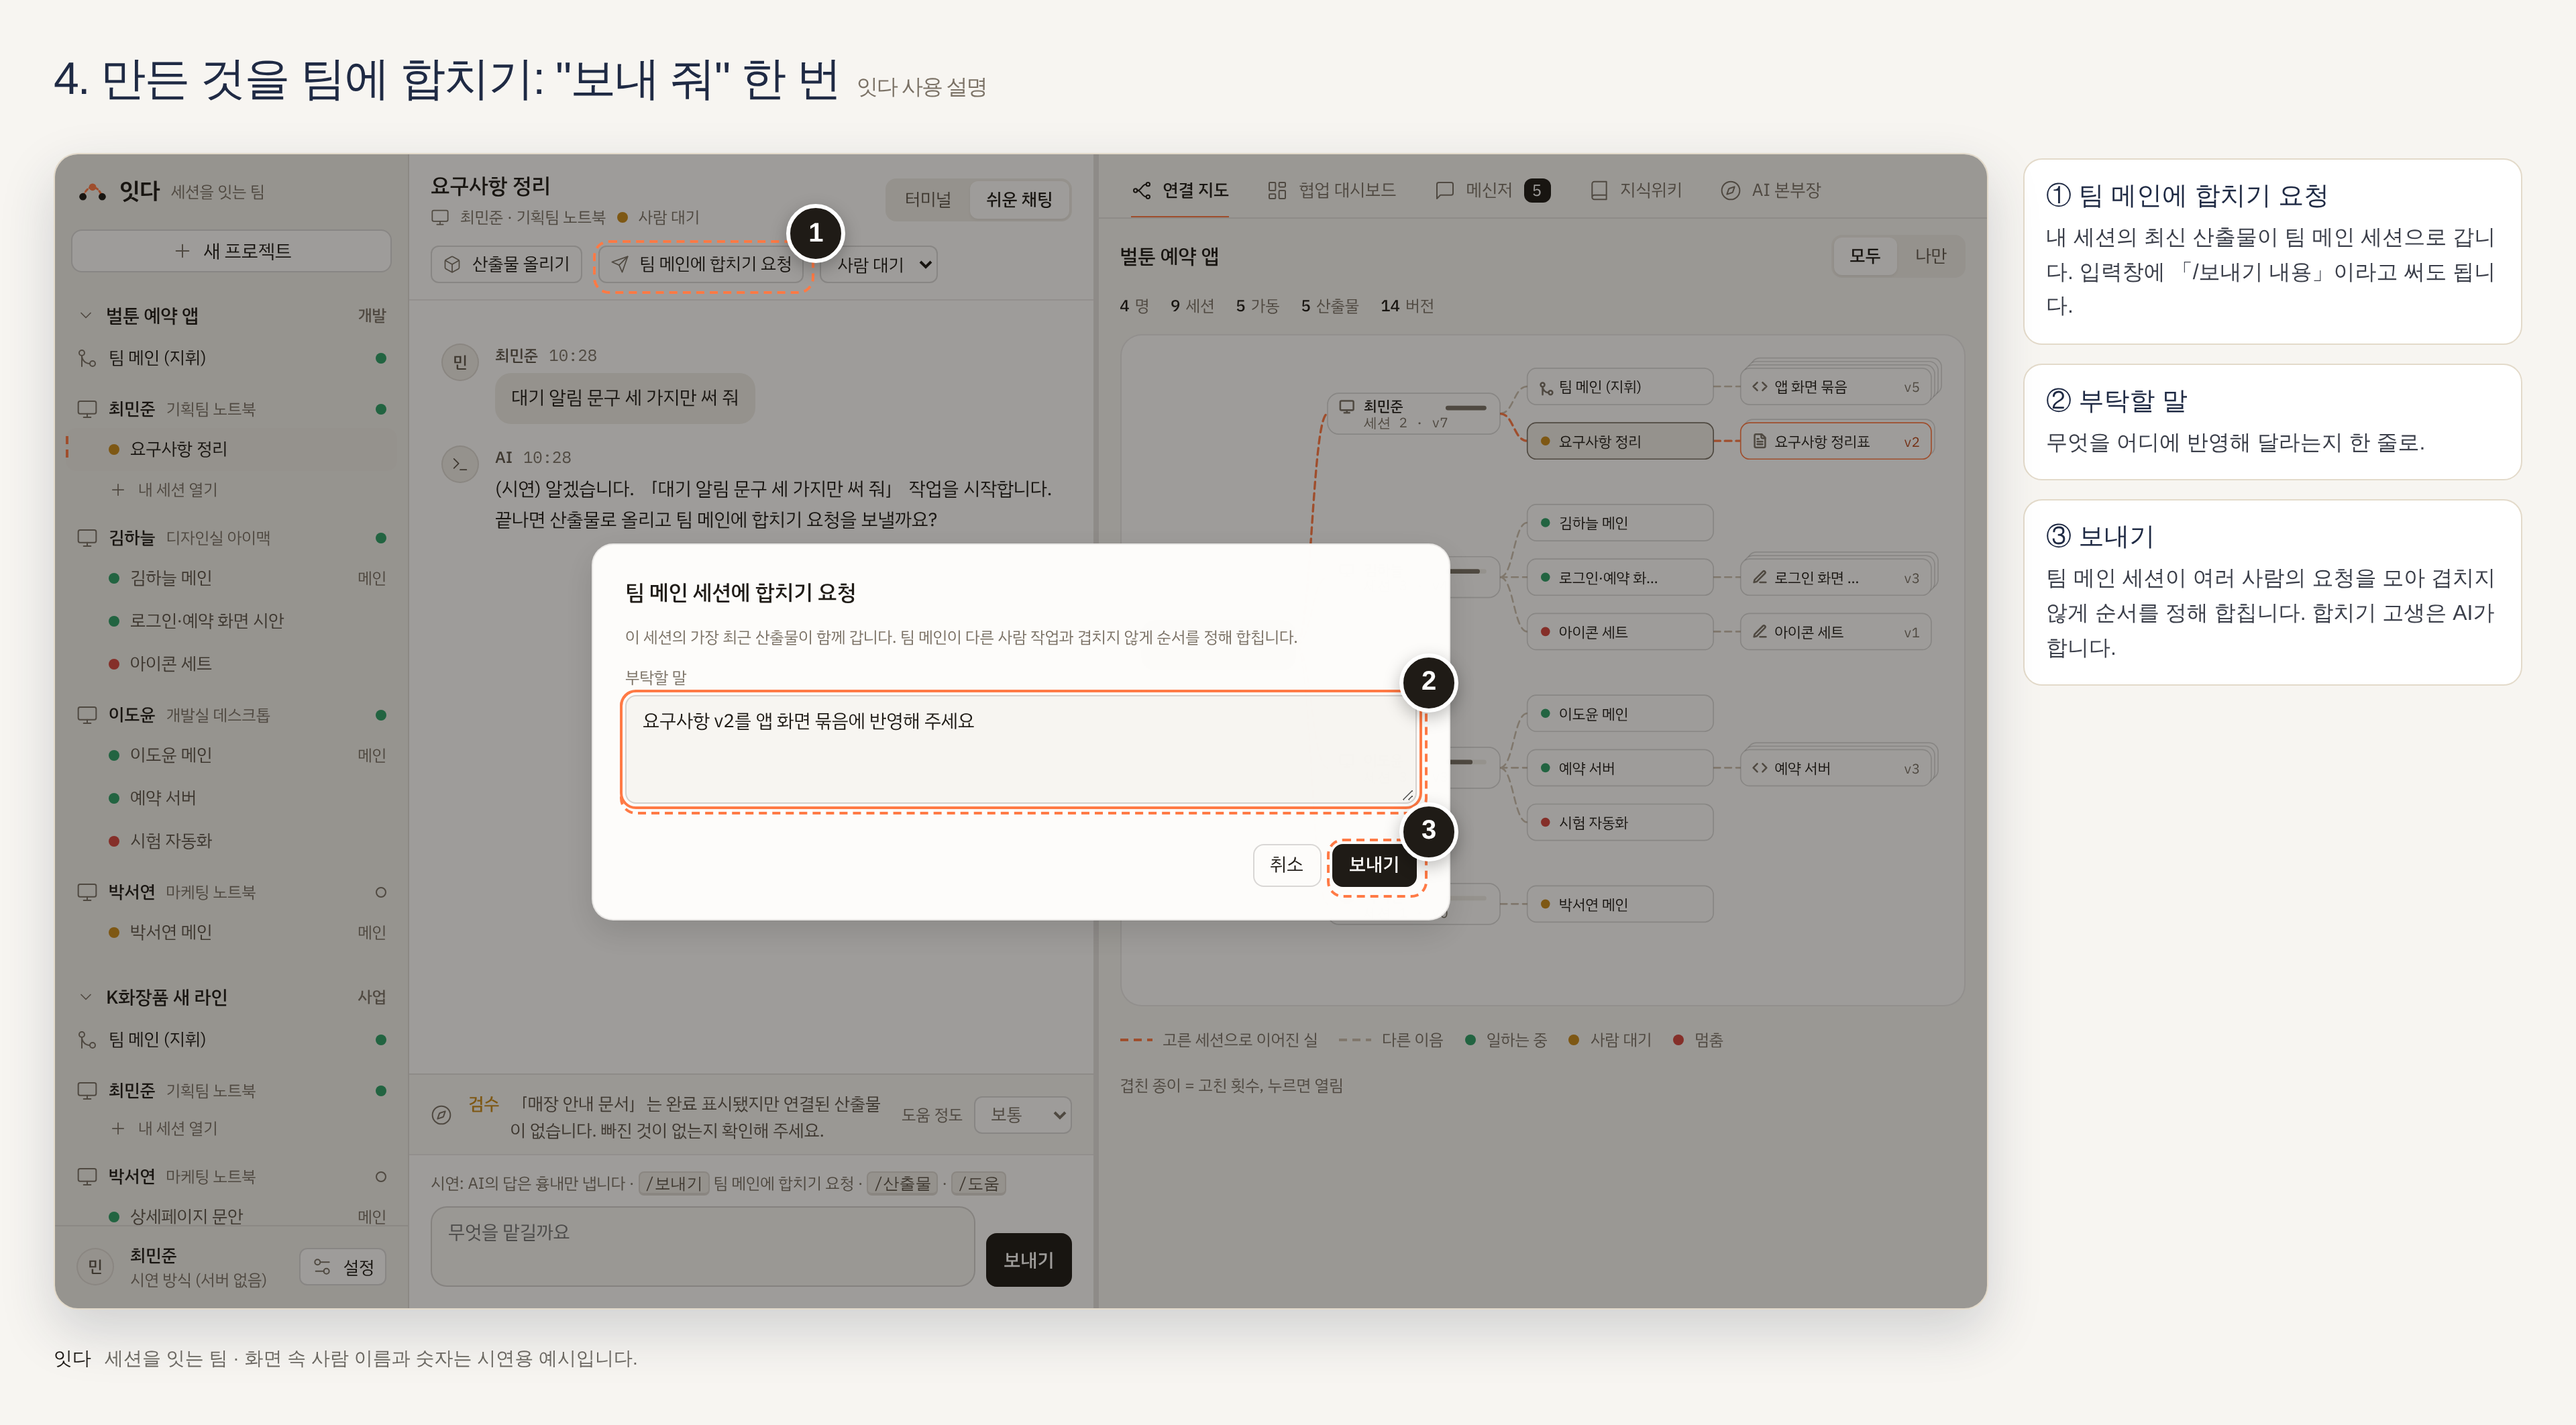 4. 만든 것을 팀에 합치기: "보내 줘" 한 번 잇다 사용 설명
잇다 세션을 잇는 팀
새 프로젝트
벌툰 예약 앱 개발
팀 메인 (지휘)
최민준 기획팀 노트북
요구사항 정리
내 세션 열기
김하늘 디자인실 아이맥
김하늘 메인 메인
로그인·예약 화면 시안
아이콘 세트
이도윤 개발실 데스크톱
이도윤 메인 메인
예약 서버
시험 자동화
박서연 마케팅 노트북
박서연 메인 메인
K화장품 새 라인 사업
팀 메인 (지휘)
최민준 기획팀 노트북
내 세션 열기
박서연 마케팅 노트북
상세페이지 문안 메인
민 최민준
시연 방식 (서버 없음)
설정
요구사항 정리
최민준 · 기획팀 노트북 사람 대기
터미널 쉬운 채팅
산출물 올리기 팀 메인에 합치기 요청 사람 대기
1
민 최민준 10:28
대기 알림 문구 세 가지만 써 줘
AI 10:28
(시연) 알겠습니다. 「대기 알림 문구 세 가지만 써 줘」 작업을 시작합니다.
끝나면 산출물로 올리고 팀 메인에 합치기 요청을 보낼까요?
팀 메인 세션에 합치기 요청
이 세션의 가장 최근 산출물이 함께 갑니다. 팀 메인이 다른 사람 작업과 겹치지 않게 순서를 정해 합칩니다.
부탁할 말
2
요구사항 v2를 앱 화면 묶음에 반영해 주세요
3
취소 보내기
검수 「매장 안내 문서」는 완료 표시됐지만 연결된 산출물
이 없습니다. 빠진 것이 없는지 확인해 주세요.
도움 정도 보통
시연: AI의 답은 흉내만 냅니다 · /보내기 팀 메인에 합치기 요청 · /산출물 · /도움
무엇을 맡길까요
보내기
연결 지도 협업 대시보드 메신저 5 지식위키 AI 본부장
벌툰 예약 앱
모두 나만
4 명 9 세션 5 가동 5 산출물 14 버전
최민준
세션 2 · v7
팀 메인 (지휘) 앱 화면 묶음 v5
요구사항 정리 요구사항 정리표 v2
김하늘 메인
로그인·예약 화... 로그인 화면 ... v3
아이콘 세트 아이콘 세트 v1
이도윤 메인
예약 서버 예약 서버 v3
시험 자동화
박서연 메인
고른 세션으로 이어진 실 다른 이음 일하는 중 사람 대기 멈춤
겹친 종이 = 고친 횟수, 누르면 열림
① 팀 메인에 합치기 요청
내 세션의 최신 산출물이 팀 메인 세션으로 갑니
다. 입력창에 「/보내기 내용」이라고 써도 됩니
다.
② 부탁할 말
무엇을 어디에 반영해 달라는지 한 줄로.
③ 보내기
팀 메인 세션이 여러 사람의 요청을 모아 겹치지
않게 순서를 정해 합칩니다. 합치기 고생은 AI가
합니다.
잇다 세션을 잇는 팀 · 화면 속 사람 이름과 숫자는 시연용 예시입니다.